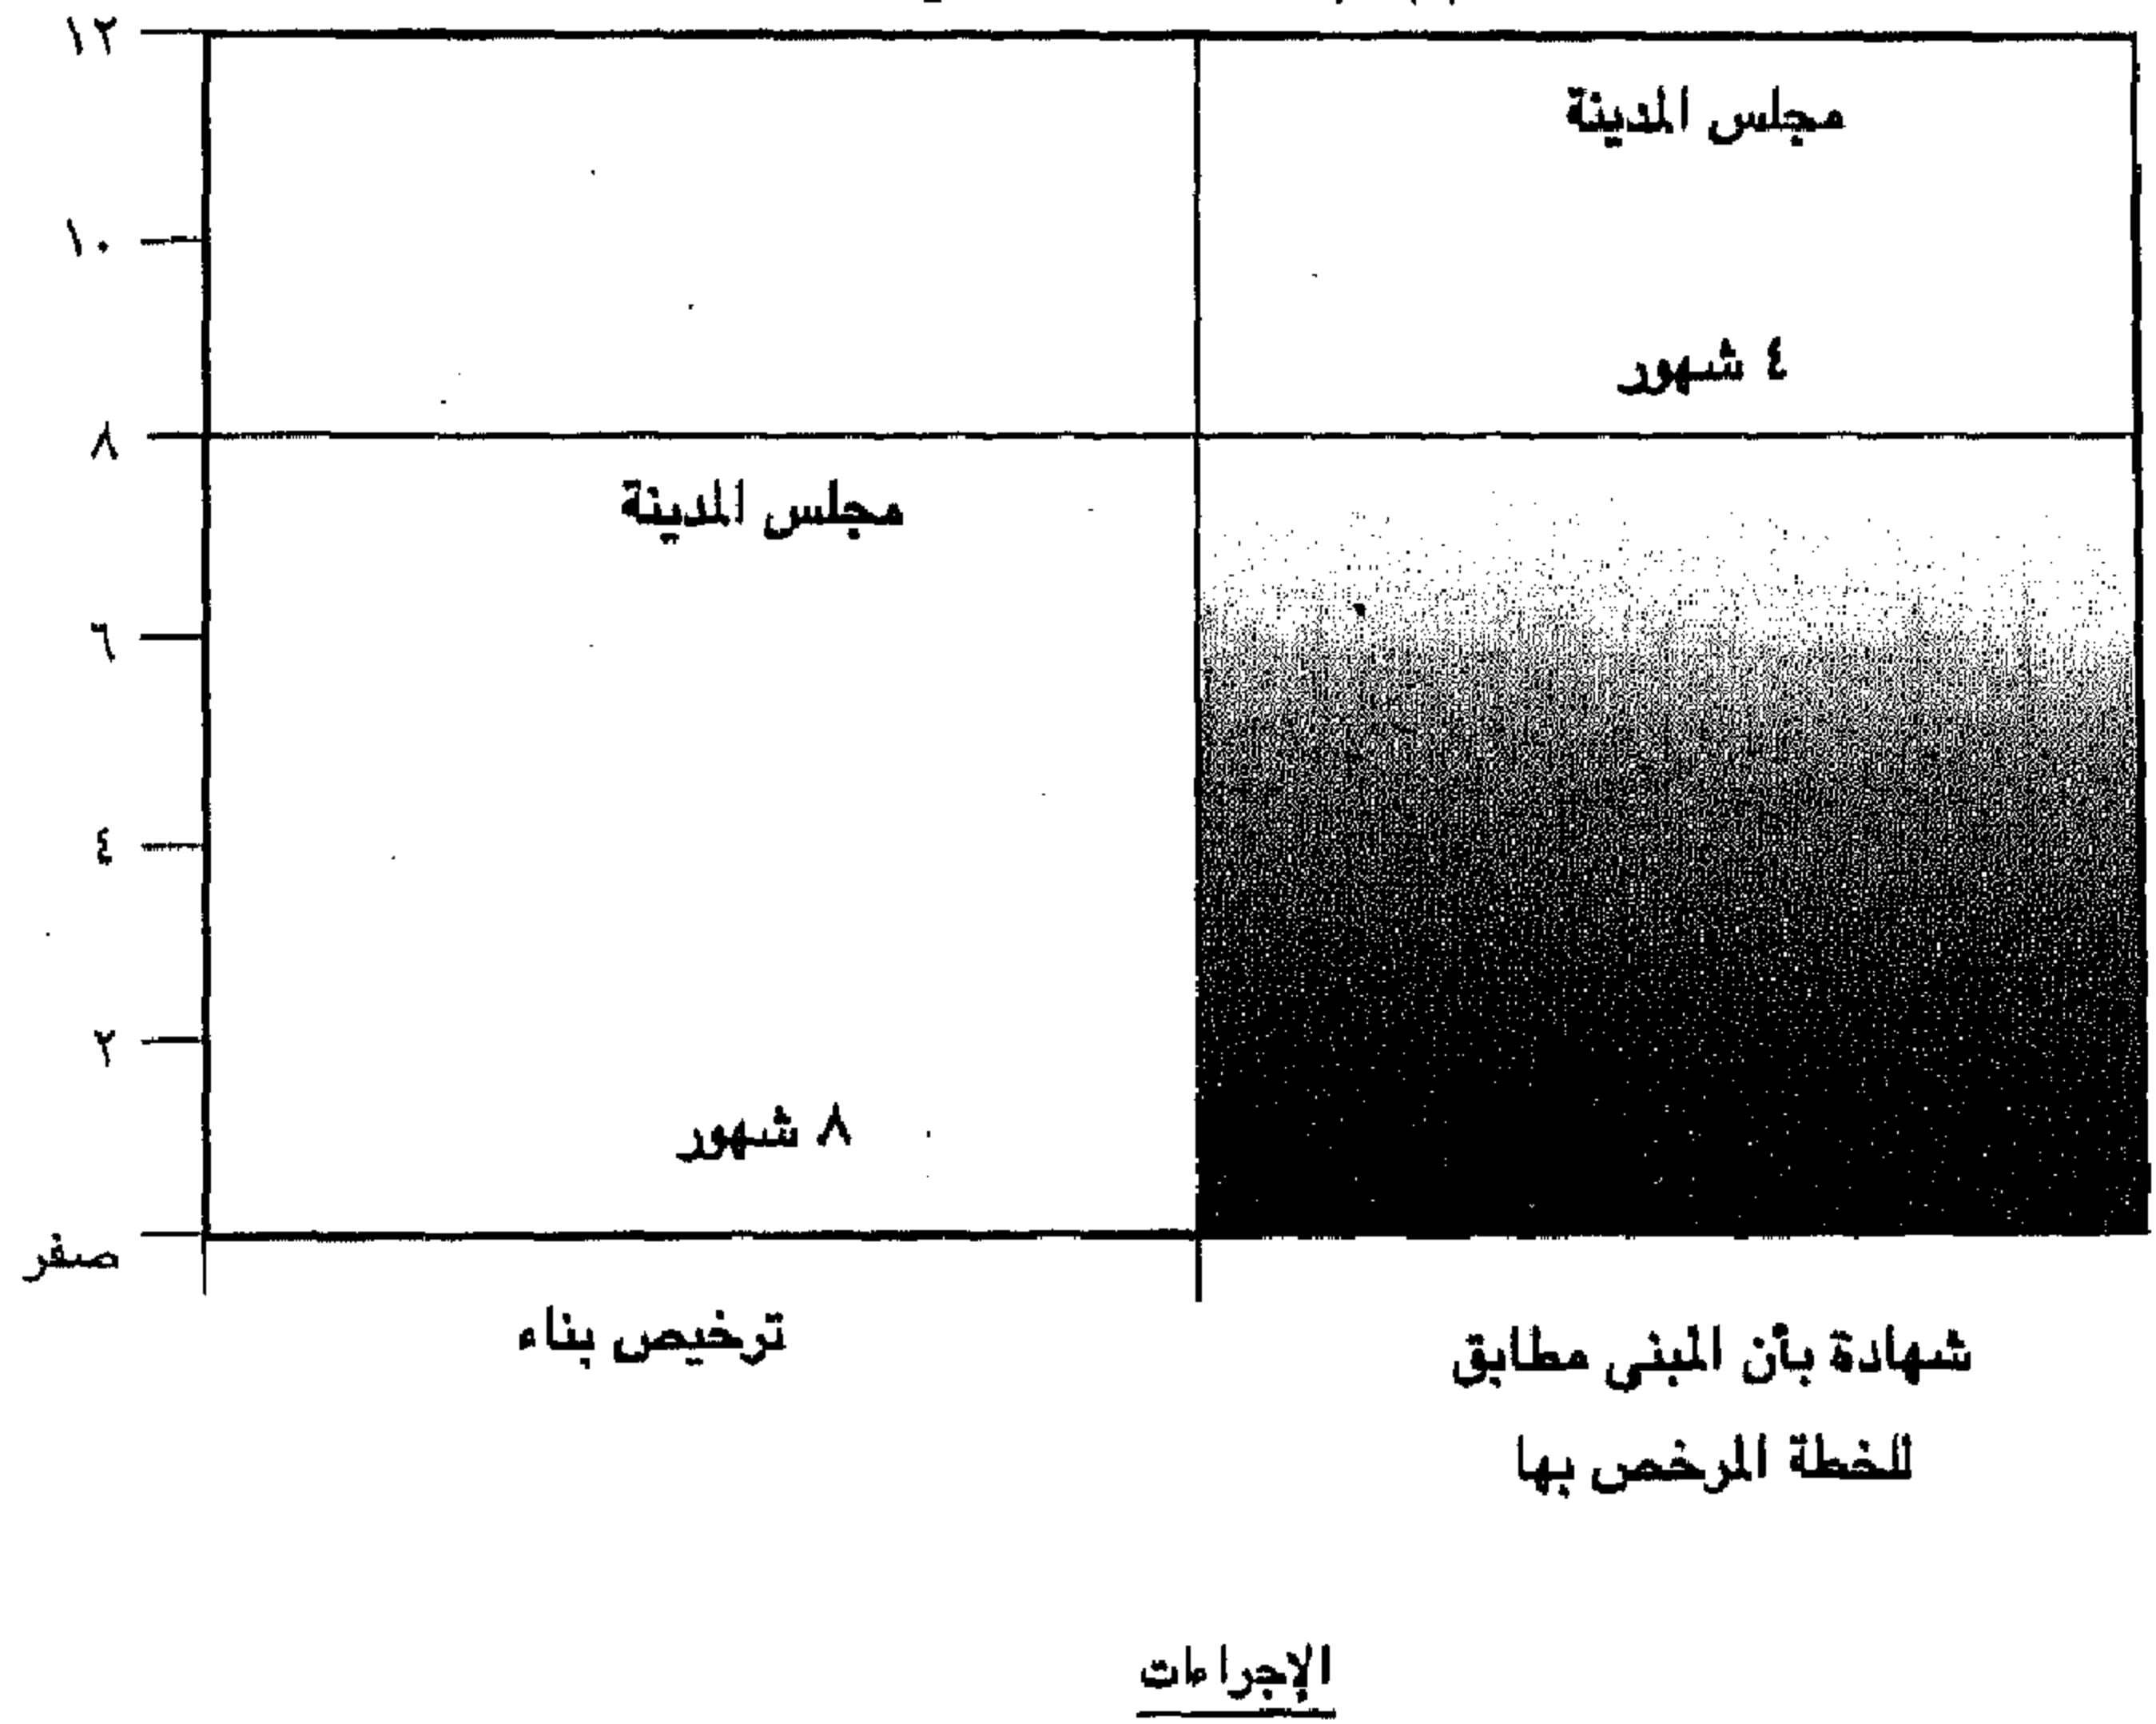 ١٢
مجلس المدينة
١٠
٤ شهور
٨
مجلس المدينة
٦
٤
٢
٨ شهور
صفر
ترخيص بناء
شهادة بأن المبنى مطابق
للخطة المرخص بها
الإجراءات